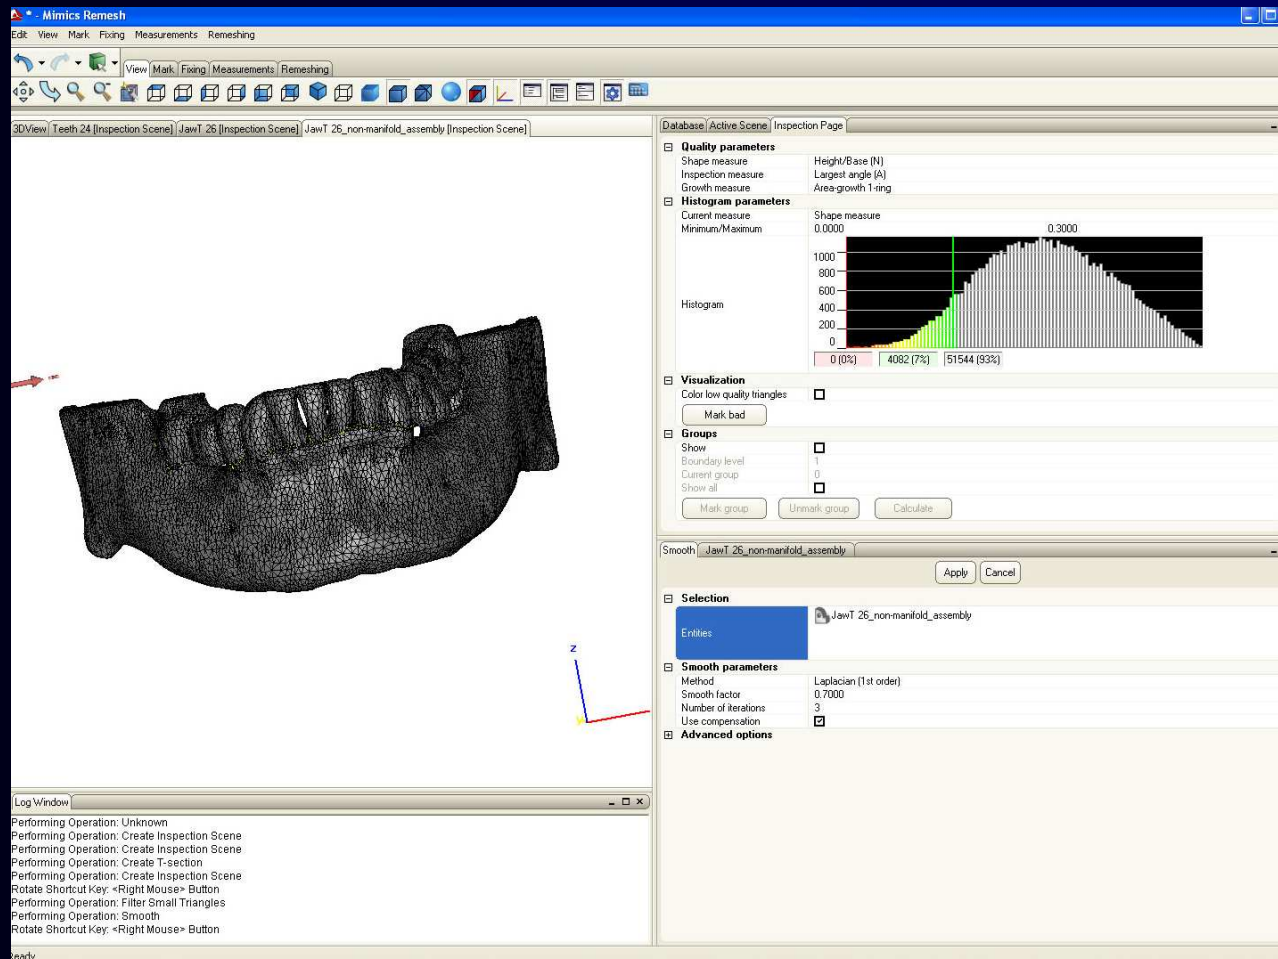 * - Mimics Remesh
Edit View Mark Fixing Measurements Remeshing
View Mark Fixing Measurements Remeshing
3DView Teeth 24 [Inspection Scene] JawT 26 [Inspection Scene] JawT 26_non-manifold_assembly [Inspection Scene]
z
Log Window
Performing Operation: Unknown
Performing Operation: Create Inspection Scene
Performing Operation: Create Inspection Scene
Performing Operation: Create T-section
Performing Operation: Create Inspection Scene
Rotate Shortcut Key: <Right Mouse> Button
Performing Operation: Filter Small Triangles
Performing Operation: Smooth
Rotate Shortcut Key: <Right Mouse> Button
Ready
Database Active Scene Inspection Page
Quality parameters
Shape measure Height/Base (N)
Inspection measure Largest angle (A)
Growth measure Area-growth 1-ring
Histogram parameters
Current measure Shape measure
Minimum/Maximum 0.0000 0.3000
Histogram
1000
800
600
400
200
0
0 (0%) 4082 (7%) 51544 (93%)
Visualization
Color low quality triangles
Mark bad
Groups
Show
Boundary level 1
Current group 0
Show all
Mark group Unmark group Calculate
Smooth JawT 26_non-manifold_assembly
Apply Cancel
Selection
Entities JawT 26_non-manifold_assembly
Smooth parameters
Method Laplacian (1st order)
Smooth factor 0.7000
Number of iterations 3
Use compensation
Advanced options